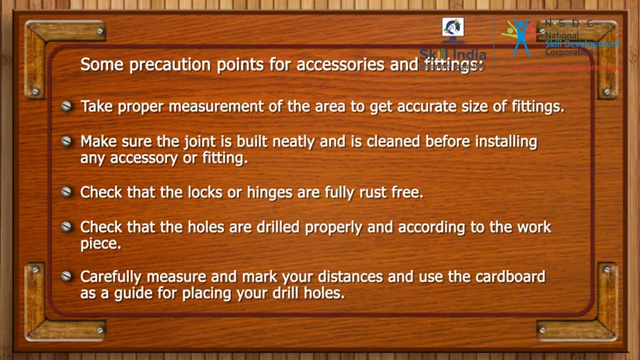 Skill India
N S D C
National
Skill Development
Corporation
Some precaution points for accessories and fittings:
Take proper measurement of the area to get accurate size of fittings.
Make sure the joint is built neatly and is cleaned before installing
any accessory or fitting.
Check that the locks or hinges are fully rust free.
Check that the holes are drilled properly and according to the work
piece.
Carefully measure and mark your distances and use the cardboard
as a guide for placing your drill holes.